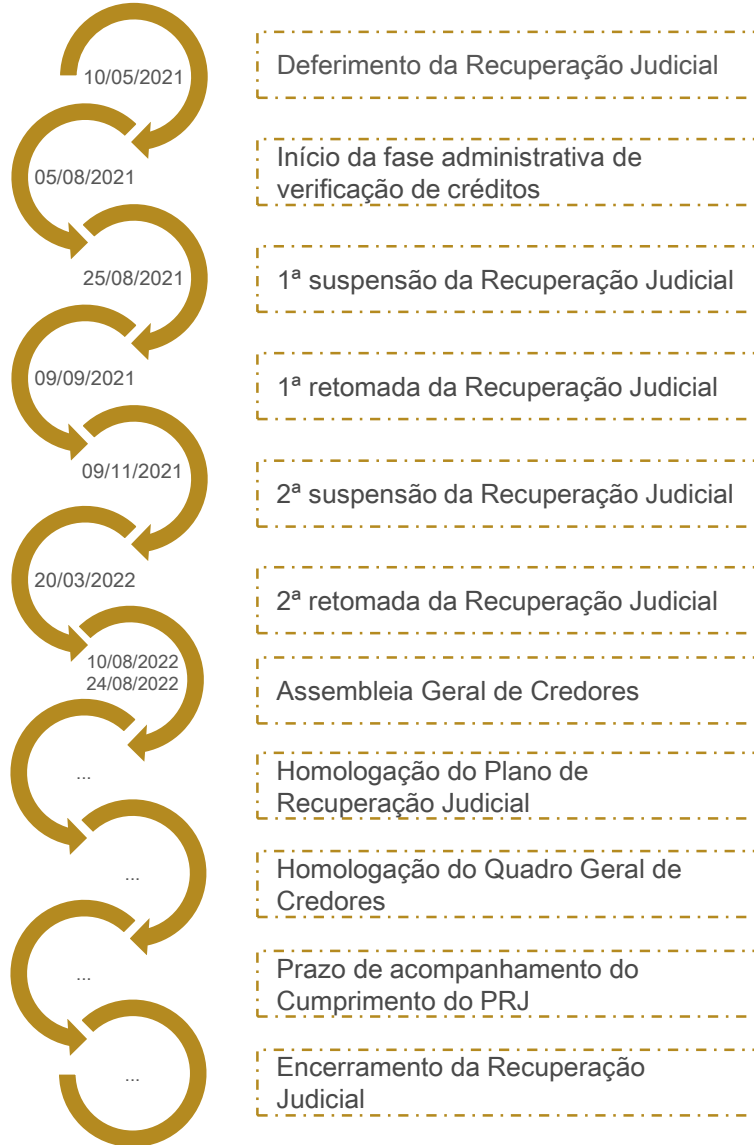 10/05/2021
Deferimento da Recuperação Judicial
05/08/2021
Início da fase administrativa de
verificação de créditos
25/08/2021
1ª suspensão da Recuperação Judicial
09/09/2021
1ª retomada da Recuperação Judicial
09/11/2021
2ª suspensão da Recuperação Judicial
20/03/2022
2ª retomada da Recuperação Judicial
10/08/2022
24/08/2022
Assembleia Geral de Credores
...
Homologação do Plano de
Recuperação Judicial
...
Homologação do Quadro Geral de
Credores
...
Prazo de acompanhamento do
Cumprimento do PRJ
...
Encerramento da Recuperação
Judicial